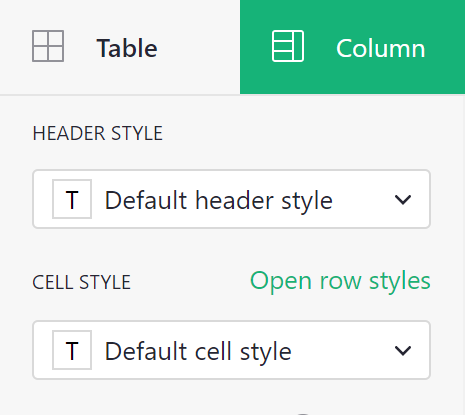 Table Column
HEADER STYLE
T Default header style
CELL STYLE Open row styles
T Default cell style